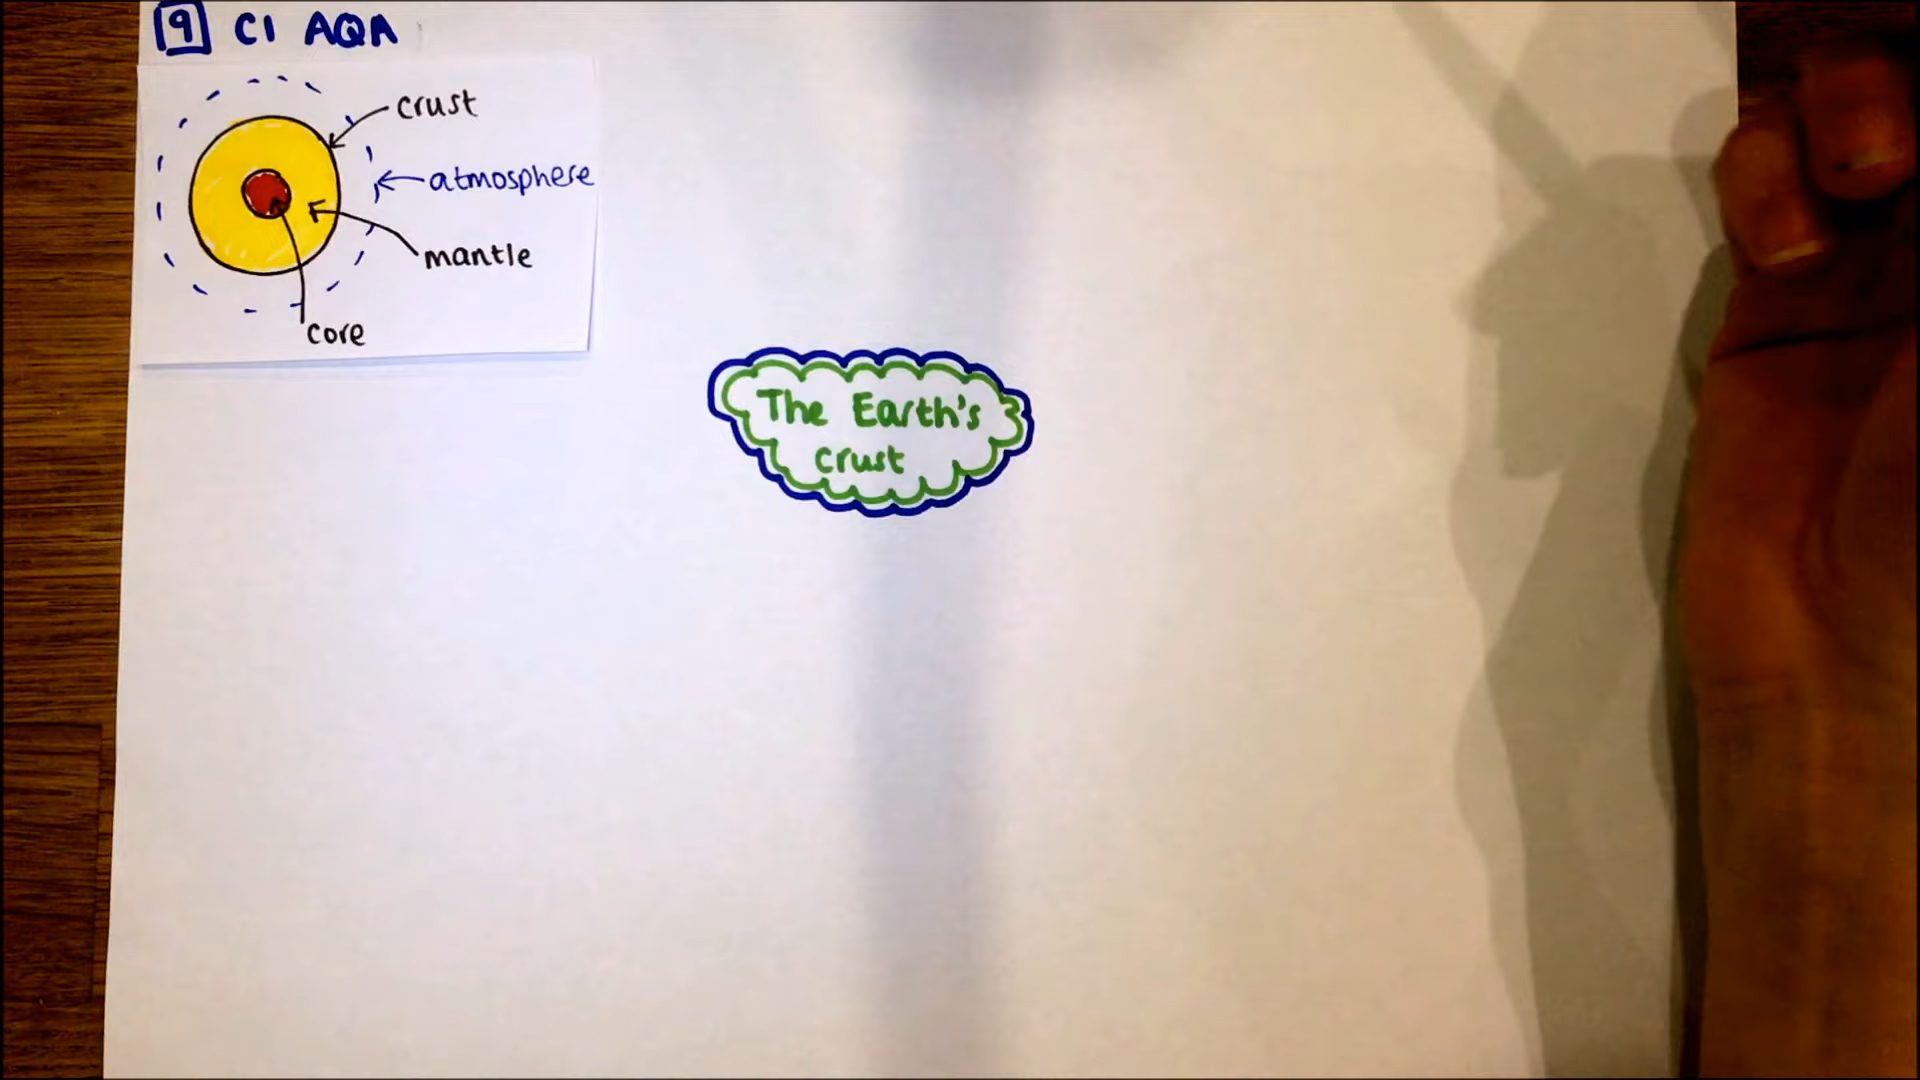 9 C1 AQA
crust
atmosphere
mantle
core
The Earth's
crust